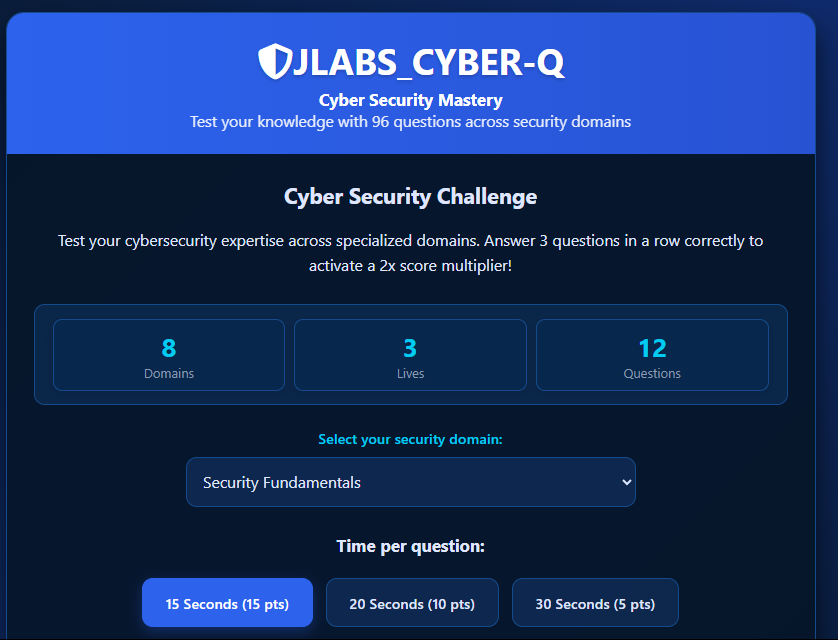 JLABS_CYBER-Q
Cyber Security Mastery
Test your knowledge with 96 questions across security domains
Cyber Security Challenge
Test your cybersecurity expertise across specialized domains. Answer 3 questions in a row correctly to
activate a 2x score multiplier!
8
Domains
3
Lives
12
Questions
Select your security domain:
Security Fundamentals
Time per question:
15 Seconds (15 pts)
20 Seconds (10 pts)
30 Seconds (5 pts)